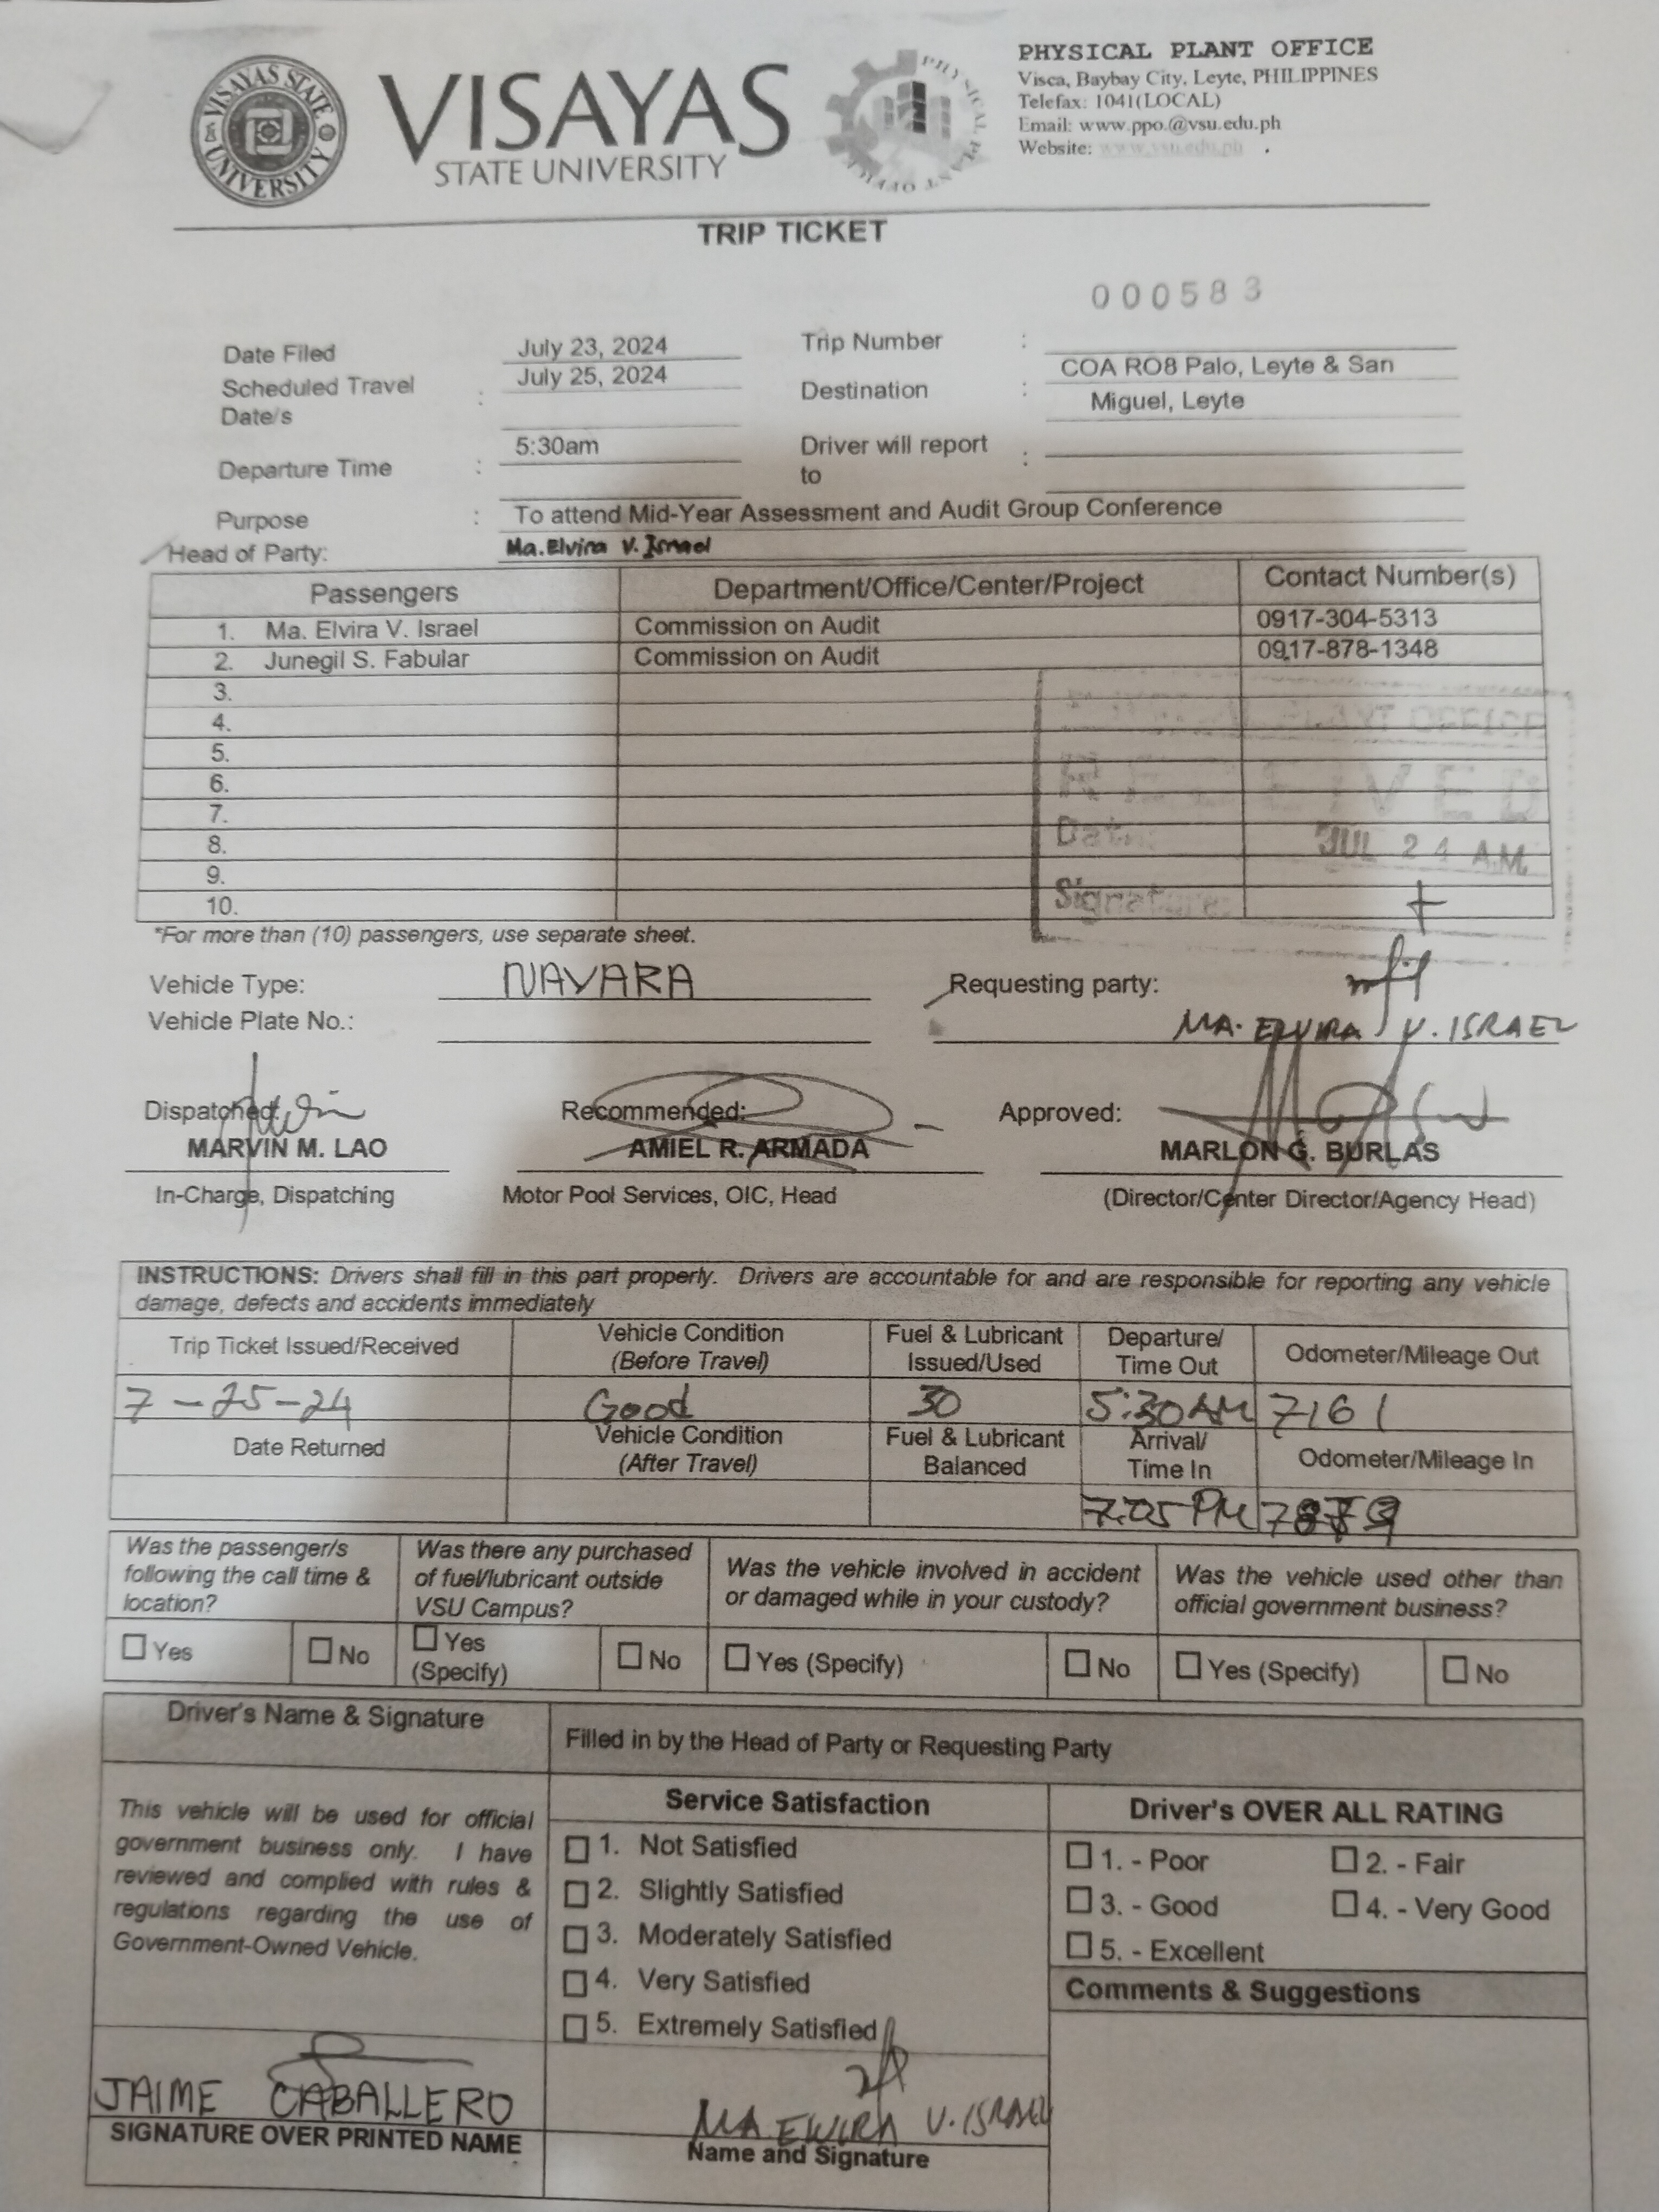 VISAYAS STATE UNIVERSITY
VISAYAS
STATE UNIVERSITY
PHYSICAL PLANT OFFICE
Visca, Baybay City, Leyte, PHILIPPINES
Telefax: 1041(LOCAL)
Email: www.ppo.@vsu.edu.ph
Website: www.vsu.edu.ph
TRIP TICKET
000583
Date Filed July 23, 2024 Trip Number :
Scheduled Travel Date/s : July 25, 2024 Destination : COA RO8 Palo, Leyte & San Miguel, Leyte
Departure Time : 5:30am Driver will report to :
Purpose : To attend Mid-Year Assessment and Audit Group Conference
Head of Party: Ma. Elvira V. Israel
Passengers Department/Office/Center/Project Contact Number(s)
1. Ma. Elvira V. Israel Commission on Audit 0917-304-5313
2. Junegil S. Fabular Commission on Audit 0917-878-1348
3.
4.
5.
6.
7.
8.
9.
10.
PLANT OFFICE
RECEIVED
Date: JUL 24 A.M.
Signature:
*For more than (10) passengers, use separate sheet.
Vehicle Type: NAVARA Requesting party:
Vehicle Plate No.: MA. ELVIRA V. ISRAEL
Dispatched: Recommended: Approved:
MARVIN M. LAO AMIEL R. ARMADA MARLON G. BURLAS
In-Charge, Dispatching Motor Pool Services, OIC, Head (Director/Center Director/Agency Head)
INSTRUCTIONS: Drivers shall fill in this part properly. Drivers are accountable for and are responsible for reporting any vehicle
damage, defects and accidents immediately
Trip Ticket Issued/Received Vehicle Condition (Before Travel) Fuel & Lubricant Issued/Used Departure/ Time Out Odometer/Mileage Out
7-25-24 Good 30 5:30AM 7161
Date Returned Vehicle Condition (After Travel) Fuel & Lubricant Balanced Arrival/ Time In Odometer/Mileage In
7:05 PM
Was the passenger/s following the call time & location? Was there any purchased of fuel/lubricant outside VSU Campus? Was the vehicle involved in accident or damaged while in your custody? Was the vehicle used other than official government business?
Yes No Yes (Specify) No Yes (Specify) No Yes (Specify) No
Driver's Name & Signature Filled in by the Head of Party or Requesting Party
This vehicle will be used for official
government business only. I have
reviewed and complied with rules &
regulations regarding the use of
Government-Owned Vehicle.
Service Satisfaction
1. Not Satisfied
2. Slightly Satisfied
3. Moderately Satisfied
4. Very Satisfied
5. Extremely Satisfied
Driver's OVER ALL RATING
1. - Poor 2. - Fair
3. - Good 4. - Very Good
5. - Excellent
Comments & Suggestions
JAIME CABALLERO
SIGNATURE OVER PRINTED NAME
MA. ELVIRA V. ISRAEL
Name and Signature